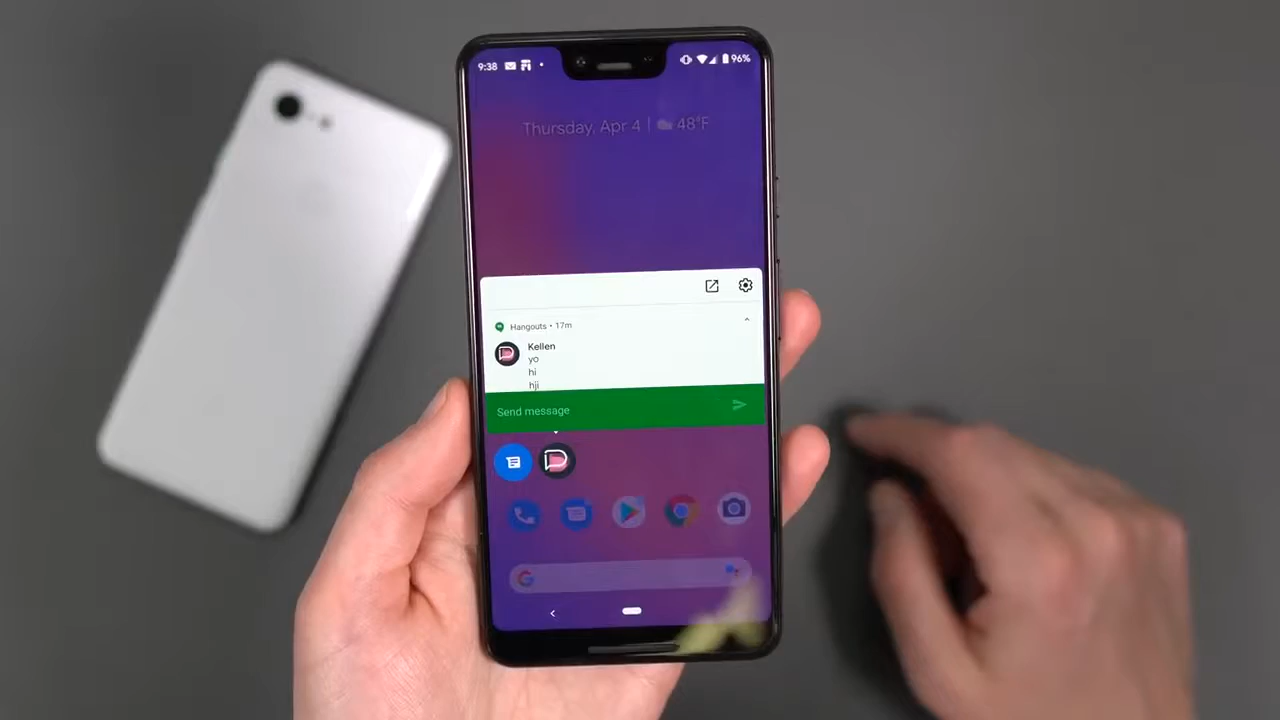 9:38
96%
Thursday, Apr 4 | 48°F
Hangouts • 17m
Kellen
yo
hi
hji
Send message